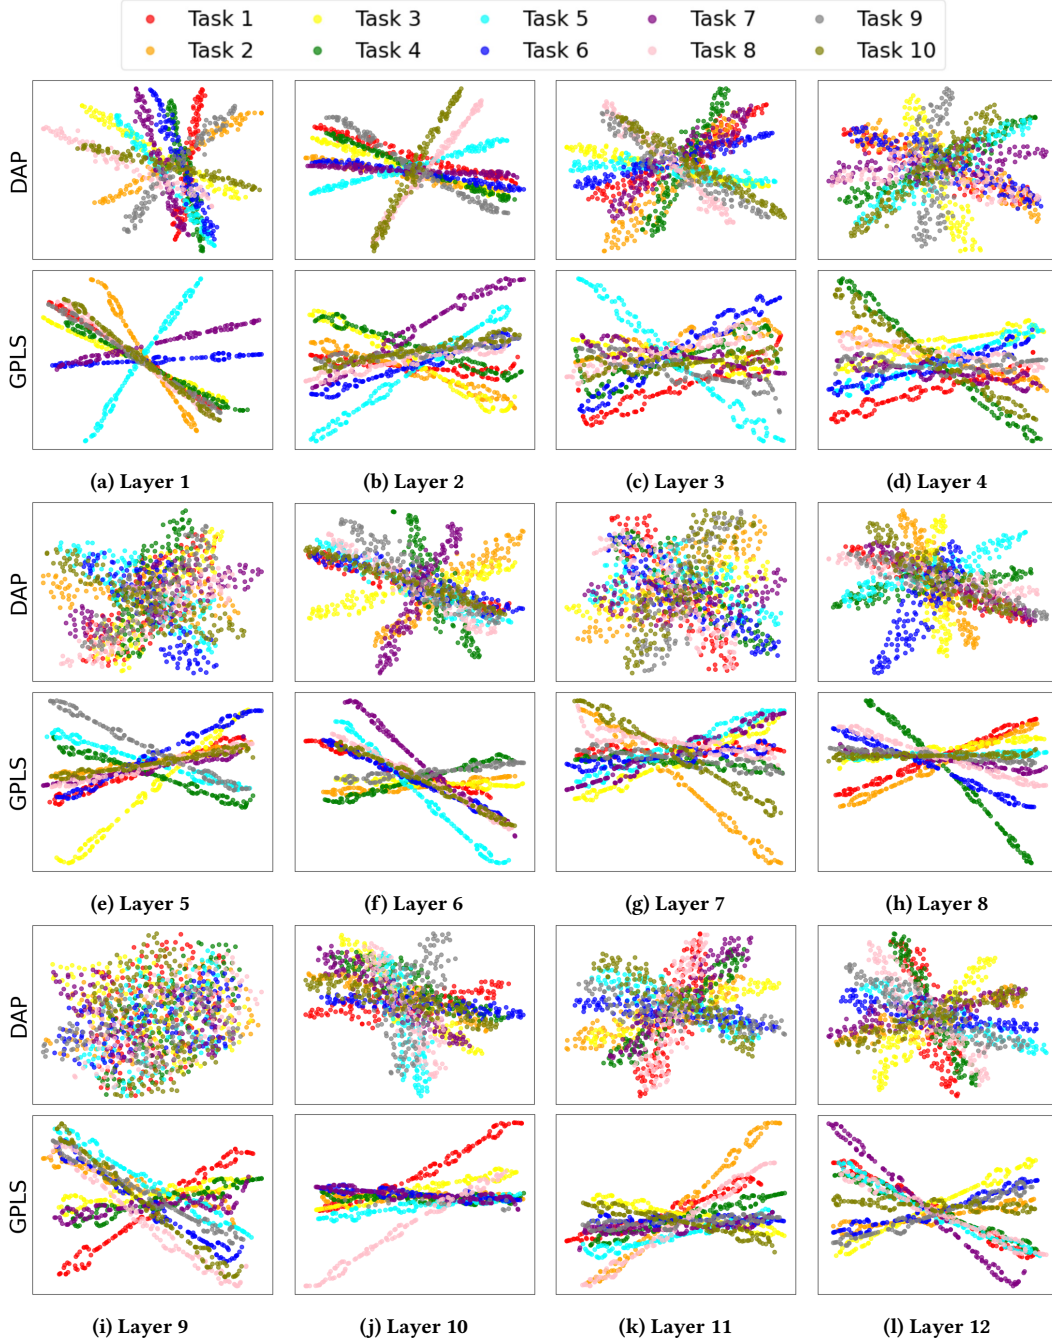 Task 1 Task 3 Task 5 Task 7 Task 9
Task 2 Task 4 Task 6 Task 8 Task 10
DAP
GPLS
(a) Layer 1 (b) Layer 2 (c) Layer 3 (d) Layer 4
DAP
GPLS
(e) Layer 5 (f) Layer 6 (g) Layer 7 (h) Layer 8
DAP
GPLS
(i) Layer 9 (j) Layer 10 (k) Layer 11 (l) Layer 12